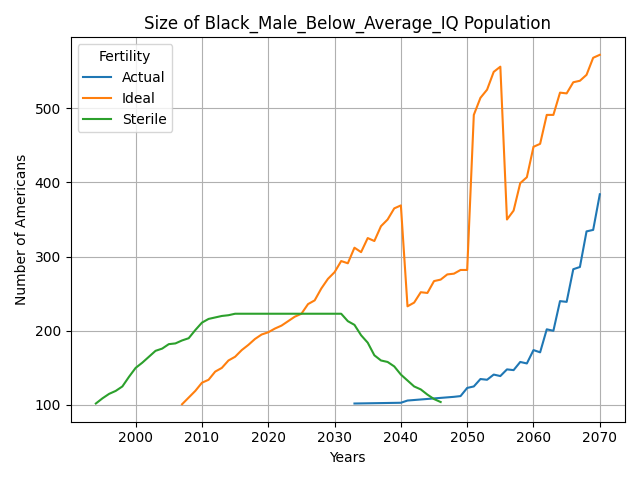 Size of Black_Male_Below_Average_IQ Population
Fertility
Actual
Ideal
Sterile
Number of Americans
500
400
300
200
100
2000 2010 2020 2030 2040 2050 2060 2070
Years